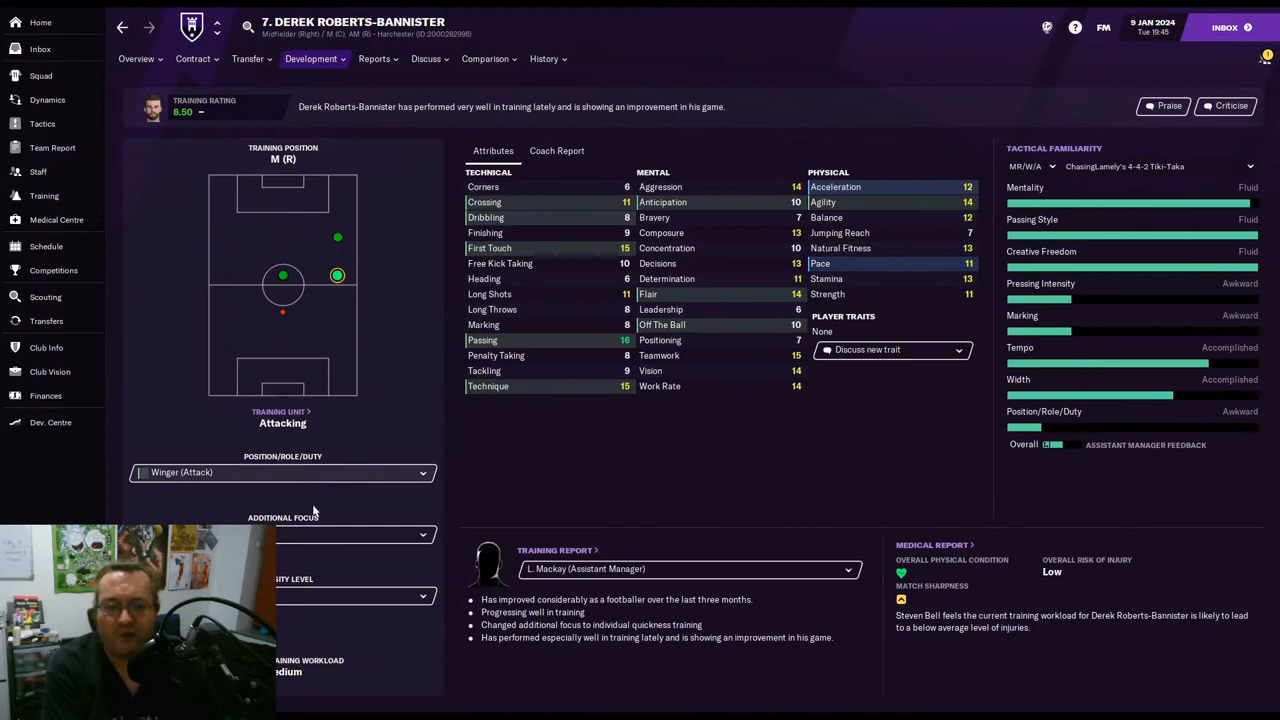 Home
Inbox
Squad
Dynamics
Tactics
Team Report
Staff
Training
Medical Centre
Schedule
Competitions
Scouting
Transfers
Club Info
Club Vision
Finances
Dev. Centre
7. DEREK ROBERTS-BANNISTER
Midfielder (Right) / M (C), AM (R) - Harchester (ID:2000282996)
FM
9 JAN 2024
Tue 19:45
INBOX
1
Overview
Contract
Transfer
Development
Reports
Discuss
Comparison
History
TRAINING RATING
8.50 –
Derek Roberts-Bannister has performed very well in training lately and is showing an improvement in his game.
Praise
Criticise
TRAINING POSITION
M (R)
TRAINING UNIT
Attacking
POSITION/ROLE/DUTY
Winger (Attack)
ADDITIONAL FOCUS
SITY LEVEL
AINING WORKLOAD
edium
Attributes
Coach Report
TECHNICAL
Corners 6
Crossing 11
Dribbling 8
Finishing 9
First Touch 15
Free Kick Taking 10
Heading 6
Long Shots 11
Long Throws 8
Marking 8
Passing 16
Penalty Taking 8
Tackling 9
Technique 15
MENTAL
Aggression 14
Anticipation 10
Bravery 7
Composure 13
Concentration 10
Decisions 13
Determination 11
Flair 14
Leadership 6
Off The Ball 10
Positioning 7
Teamwork 15
Vision 14
Work Rate 14
PHYSICAL
Acceleration 12
Agility 14
Balance 12
Jumping Reach 7
Natural Fitness 13
Pace 11
Stamina 13
Strength 11
PLAYER TRAITS
None
Discuss new trait
TACTICAL FAMILIARITY
MR/W/A
ChasingLamely's 4-4-2 Tiki-Taka
Mentality Fluid
Passing Style Fluid
Creative Freedom Fluid
Pressing Intensity Awkward
Marking Awkward
Tempo Accomplished
Width Accomplished
Position/Role/Duty Awkward
Overall
ASSISTANT MANAGER FEEDBACK
TRAINING REPORT
L. Mackay (Assistant Manager)
Has improved considerably as a footballer over the last three months.
Progressing well in training
Changed additional focus to individual quickness training
Has performed especially well in training lately and is showing an improvement in his game.
MEDICAL REPORT
OVERALL PHYSICAL CONDITION
OVERALL RISK OF INJURY
Low
MATCH SHARPNESS
Steven Bell feels the current training workload for Derek Roberts-Bannister is likely to lead
to a below average level of injuries.